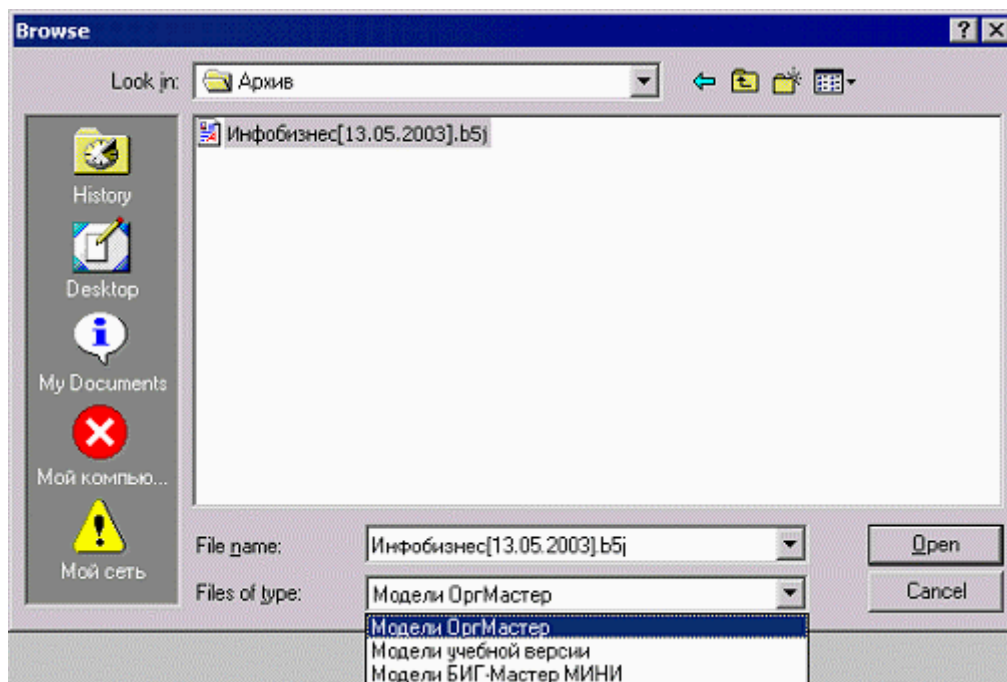 Browse
Look in: Архив
Инфобизнес[13.05.2003].b5j
History
Desktop
My Documents
Мой компью...
Мой сеть
File name: Инфобизнес[13.05.2003].b5j Open
Files of type: Модели ОргМастер Cancel
Модели ОргМастер
Модели учебной версии
Модели БИГ-Мастер МИНИ